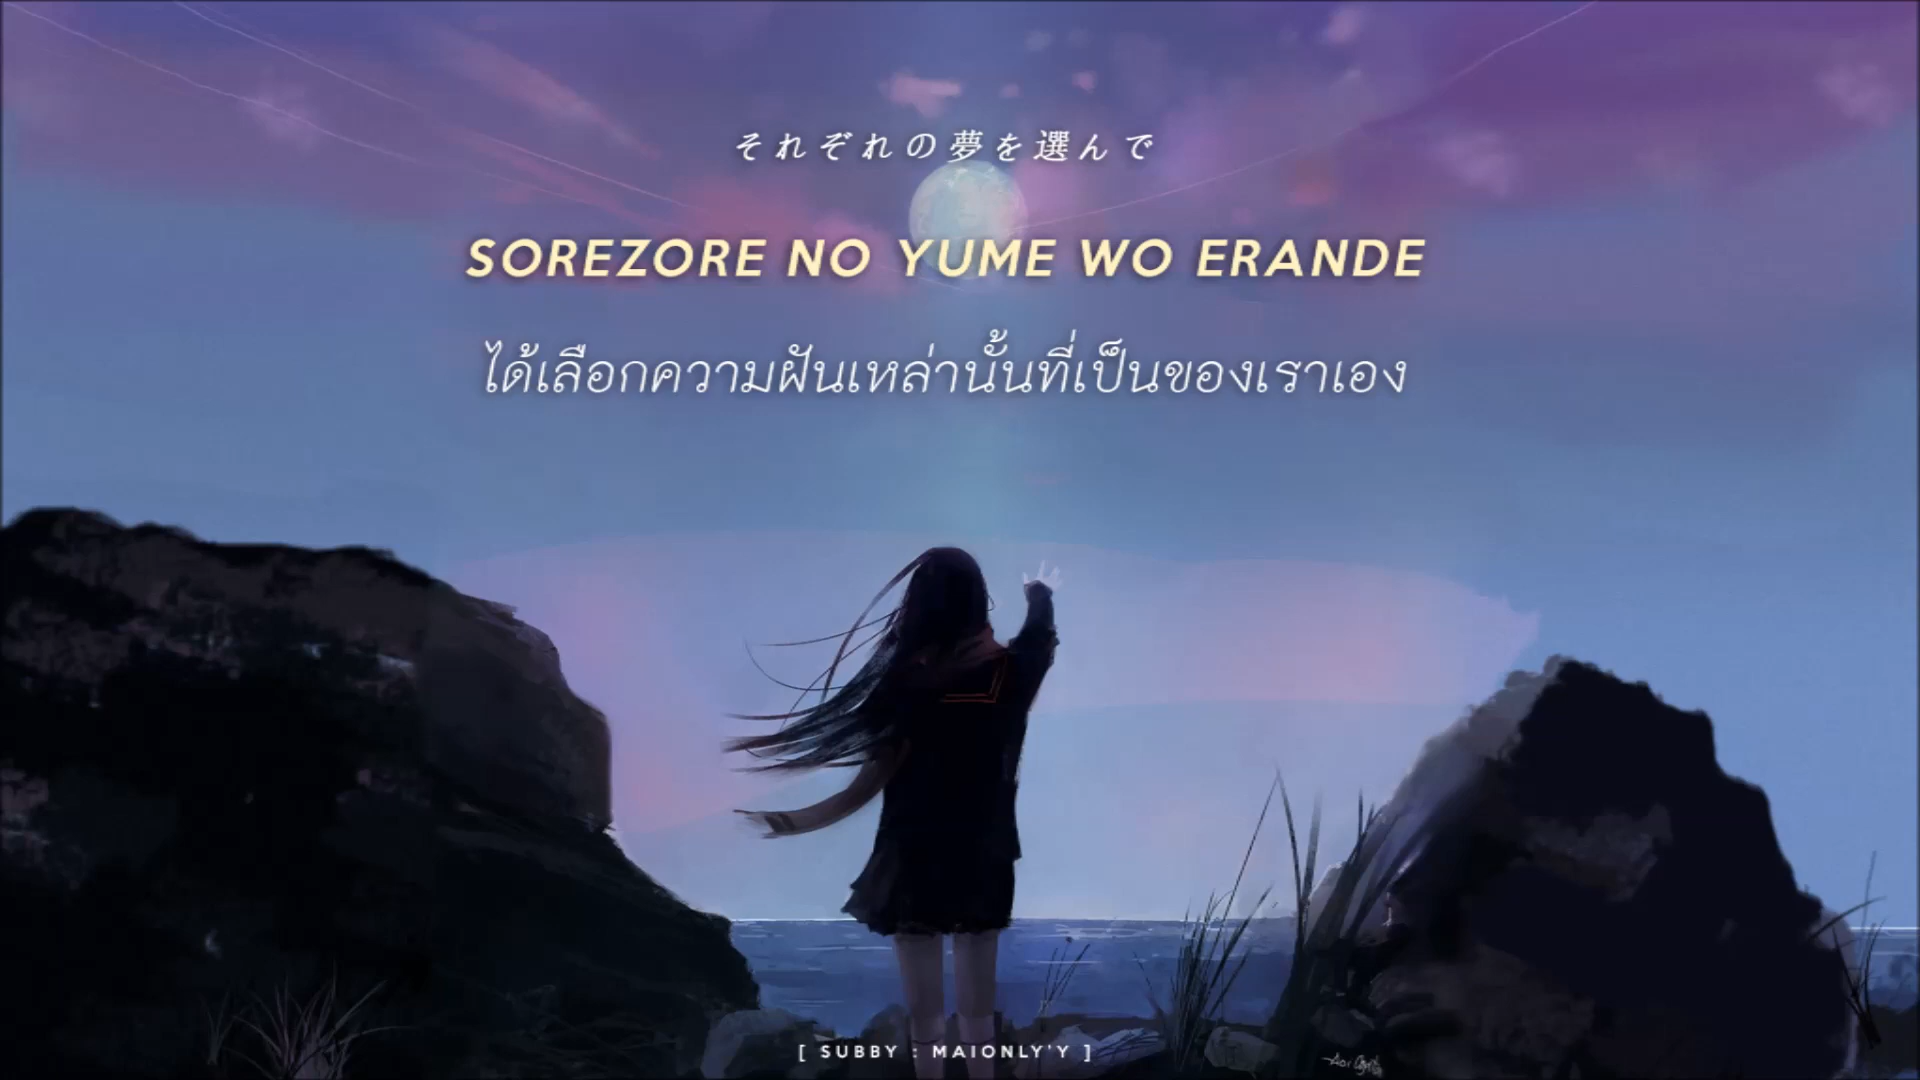 それぞれの夢を選んで
SOREZORE NO YUME WO ERANDE
ได้เลือกความฝันเหล่านั้นที่เป็นของเราเอง
[ SUBBY : MAIONLY'Y ]